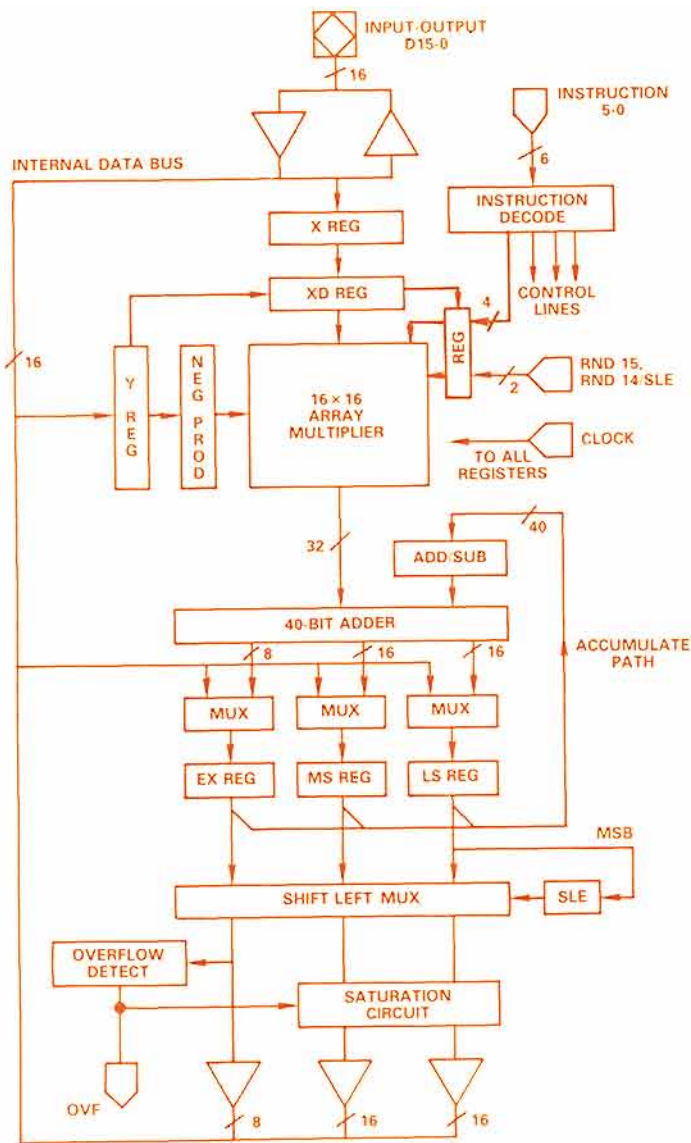 INPUT-OUTPUT
D15-0
16
INSTRUCTION
5-0
6
INTERNAL DATA BUS
INSTRUCTION
DECODE
X REG
XD REG
4
CONTROL
LINES
16
Y REG
NEG PROD
16 × 16
ARRAY
MULTIPLIER
REG
2
RND 15,
RND 14/SLE
CLOCK
TO ALL
REGISTERS
32
40
ADD/SUB
40-BIT ADDER
8
16
16
ACCUMULATE
PATH
MUX
MUX
MUX
EX REG
MS REG
LS REG
MSB
SHIFT LEFT MUX
SLE
OVERFLOW
DETECT
SATURATION
CIRCUIT
OVF
8
16
16